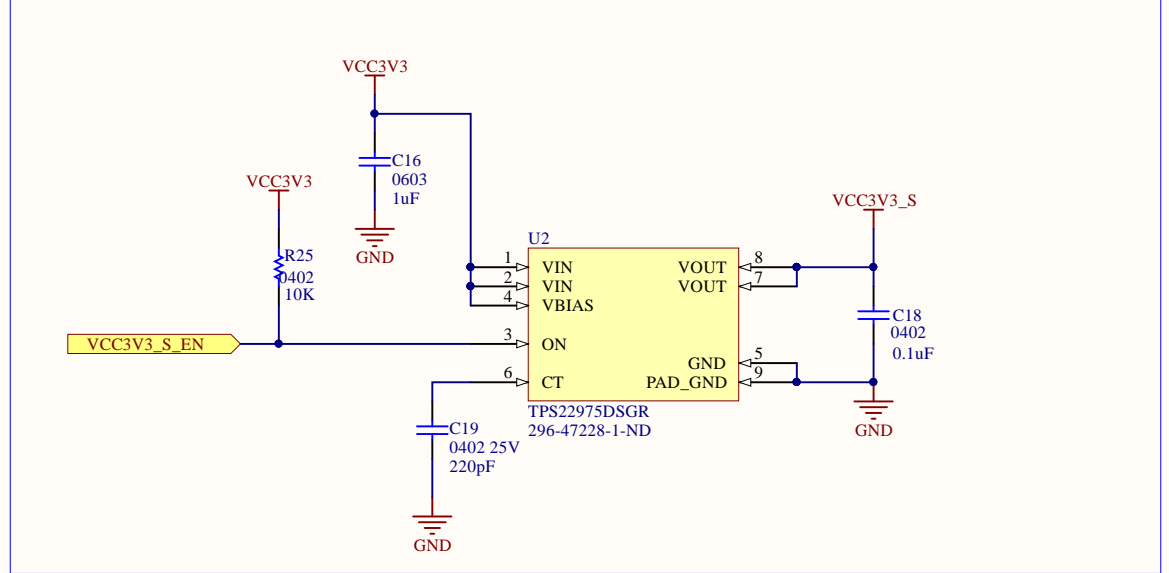 VCC3V3
C16
0603
1uF
GND
VCC3V3
R25
0402
10K
VCC3V3_S_EN
U2
1 VIN
2 VIN
4 VBIAS
3 ON
6 CT
VOUT 8
VOUT 7
GND 5
PAD_GND 9
TPS22975DSGR
296-47228-1-ND
VCC3V3_S
C18
0402
0.1uF
GND
C19
0402 25V
220pF
GND